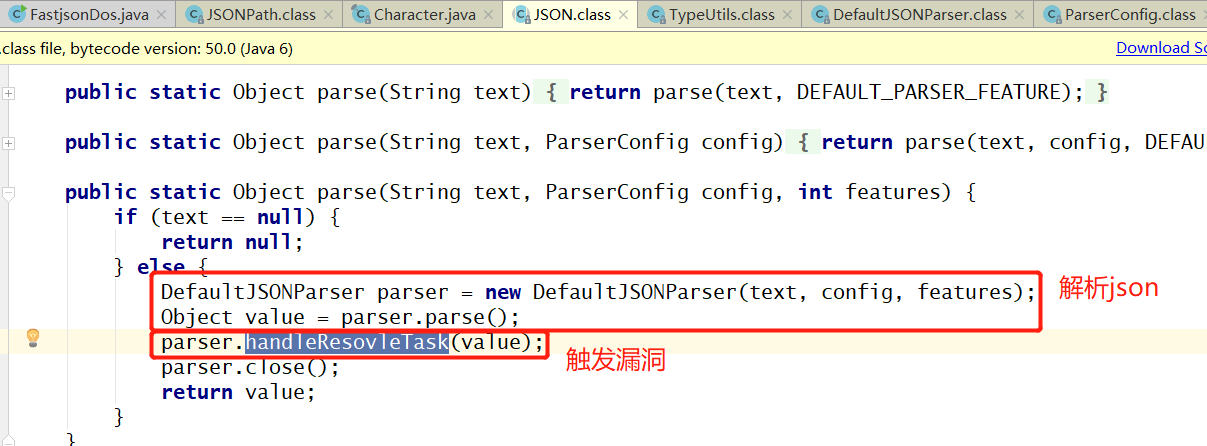 FastjsonDos.java × JSONPath.class × Character.java × JSON.class × TypeUtils.class × DefaultJSONParser.class × ParserConfig.class
.class file, bytecode version: 50.0 (Java 6) Download So
public static Object parse(String text) { return parse(text, DEFAULT_PARSER_FEATURE); }
public static Object parse(String text, ParserConfig config) { return parse(text, config, DEFAU
public static Object parse(String text, ParserConfig config, int features) {
if (text == null) {
return null;
} else {
DefaultJSONParser parser = new DefaultJSONParser(text, config, features); 解析json
Object value = parser.parse();
parser.handleResovleTask(value);
触发漏洞
parser.close();
return value;
}
}